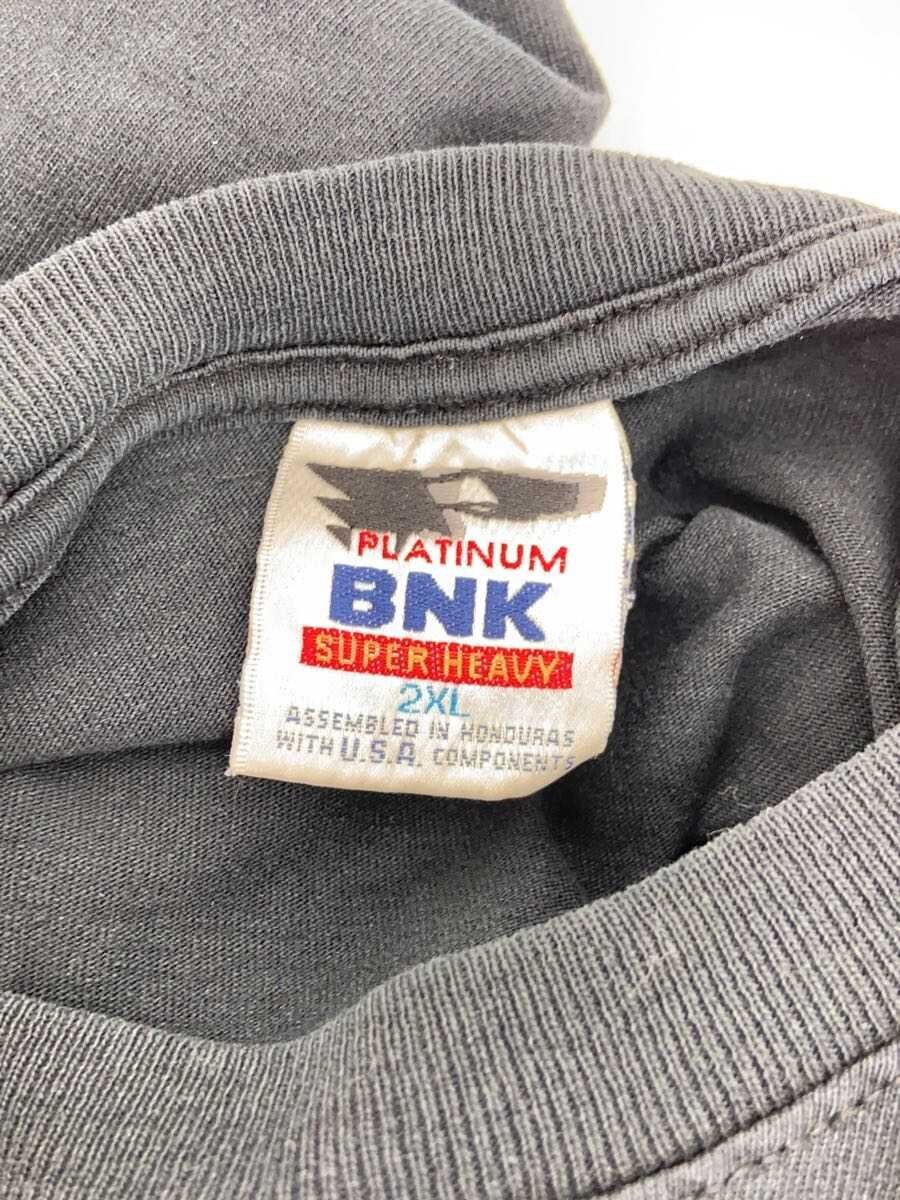 PLATINUM
BNK
SUPER HEAVY
2XL
ASSEMBLED IN HONDURAS
WITH U.S.A. COMPONENTS